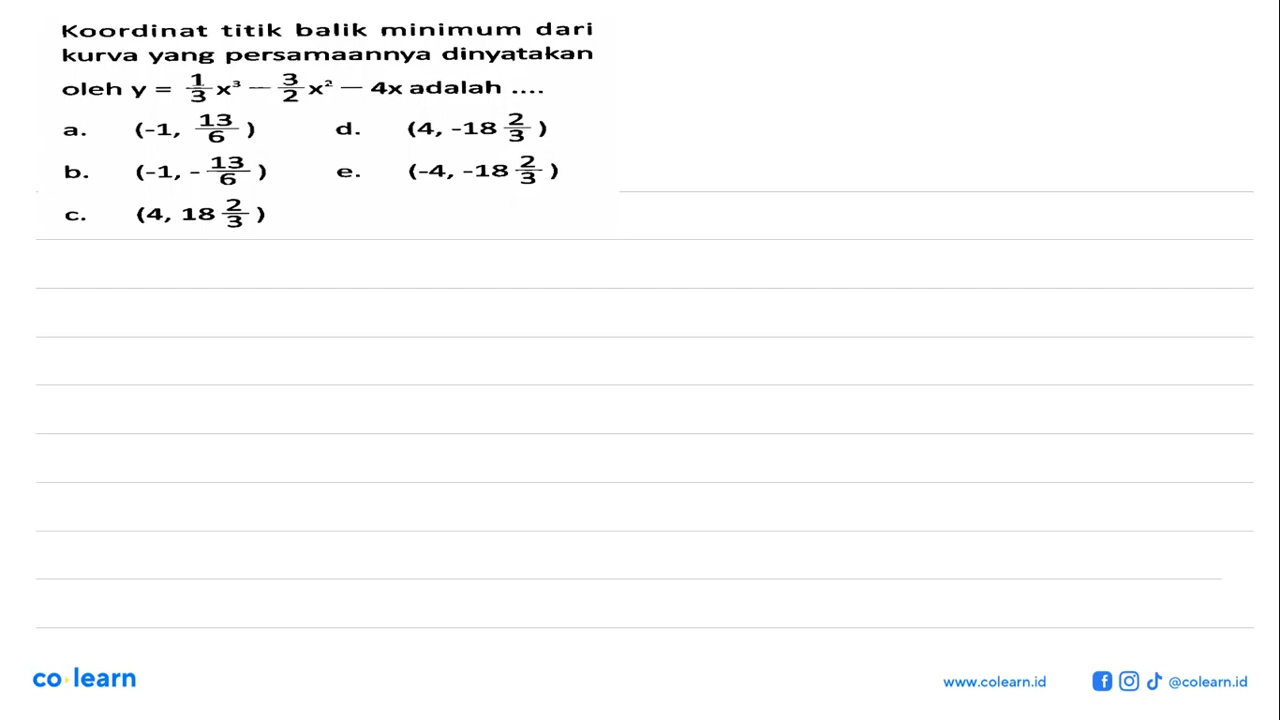 Koordinat titik balik minimum dari
kurva yang persamaannya dinyatakan
oleh y = 1/3 x³ − 3/2 x² − 4x adalah ....
a. (-1, 13/6) d. (4, -18 2/3)
b. (-1, -13/6) e. (-4, -18 2/3)
c. (4, 18 2/3)
co learn
www.colearn.id @colearn.id